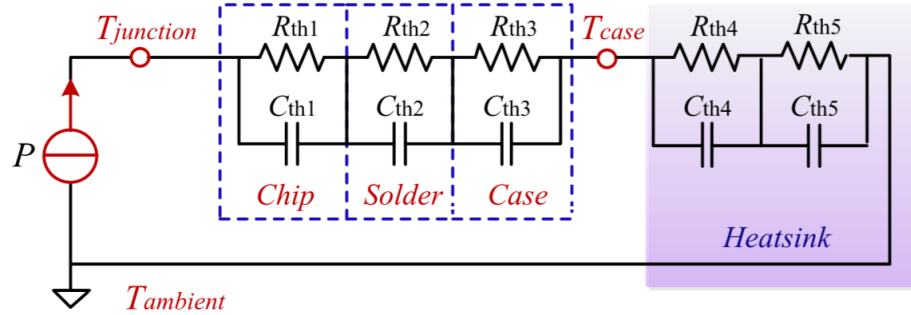 Tjunction
Rth1
Rth2
Rth3
Tcase
Rth4
Rth5
P
Cth1
Cth2
Cth3
Cth4
Cth5
Chip
Solder
Case
Heatsink
Tambient